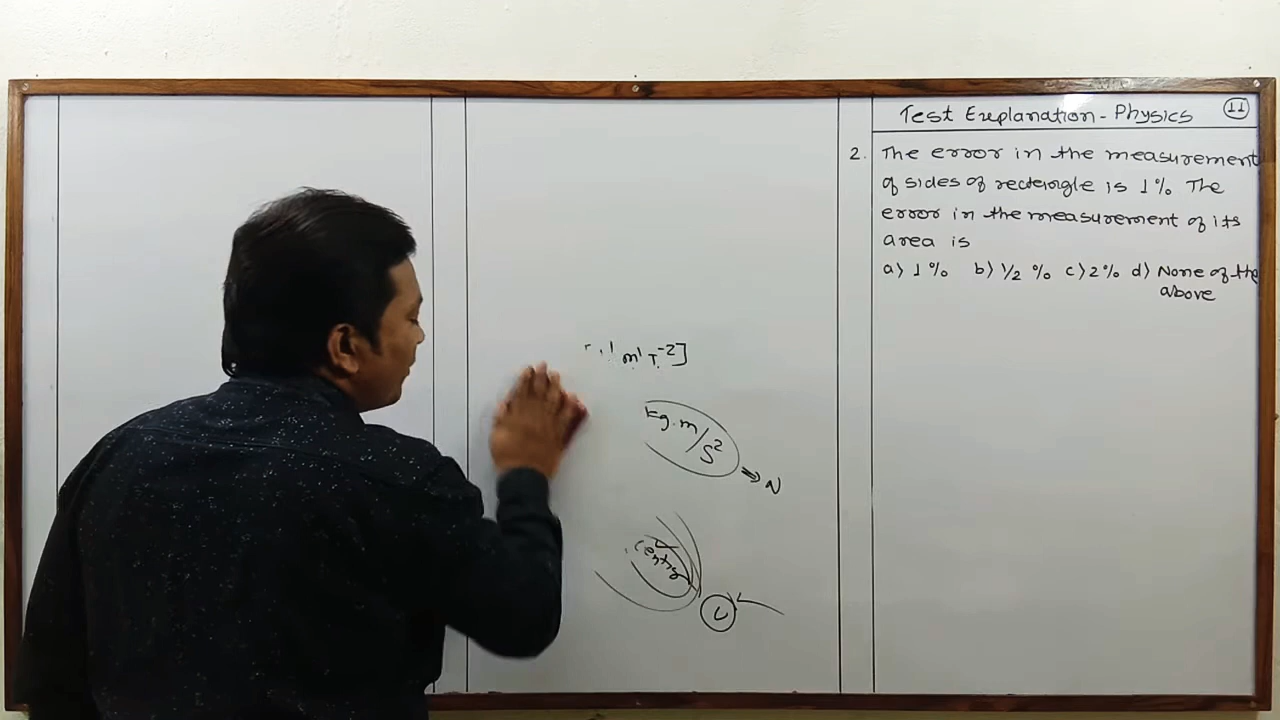 Test Explanation - Physics 11
2. The error in the measurement
of sides of rectangle is 1% The
error in the measurement of its
area is
a) 1% b) 1/2 % c) 2% d) None of the
above
m¹ T⁻²]
kg.m/s²
⇒ N